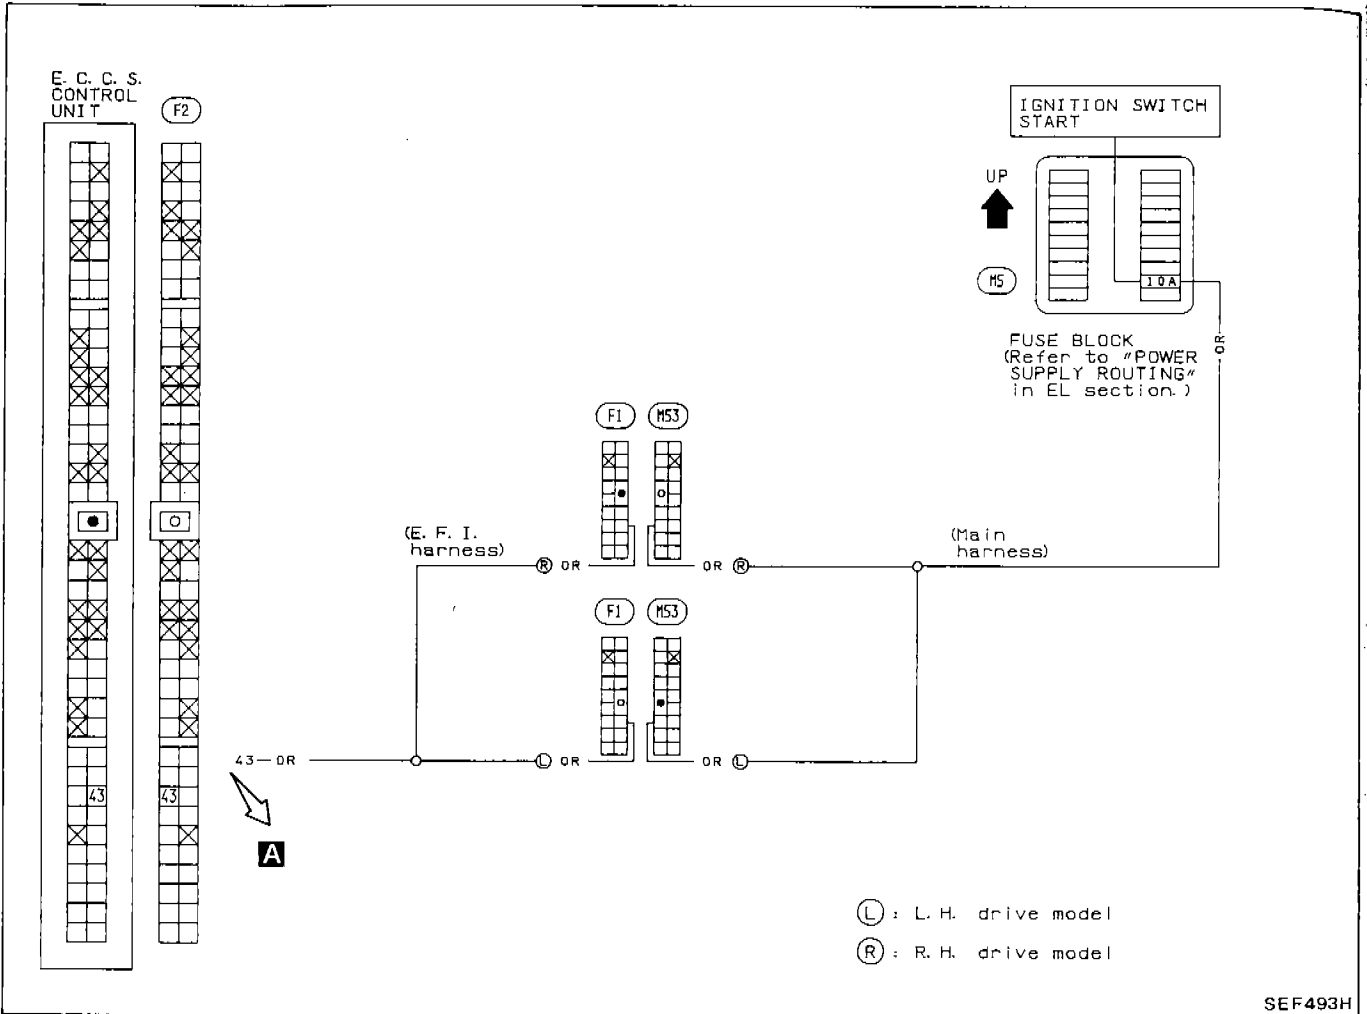 E. C. C. S.
CONTROL
UNIT
F2
IGNITION SWITCH
START
UP
M5
10A
OR
FUSE BLOCK
(Refer to "POWER
SUPPLY ROUTING"
in EL section.)
F1 M53
(E. F. I.
harness)
(Main
harness)
R OR OR R
F1 M53
43—OR L OR OR L
43 43
A
L : L. H. drive model
R : R. H. drive model
SEF493H